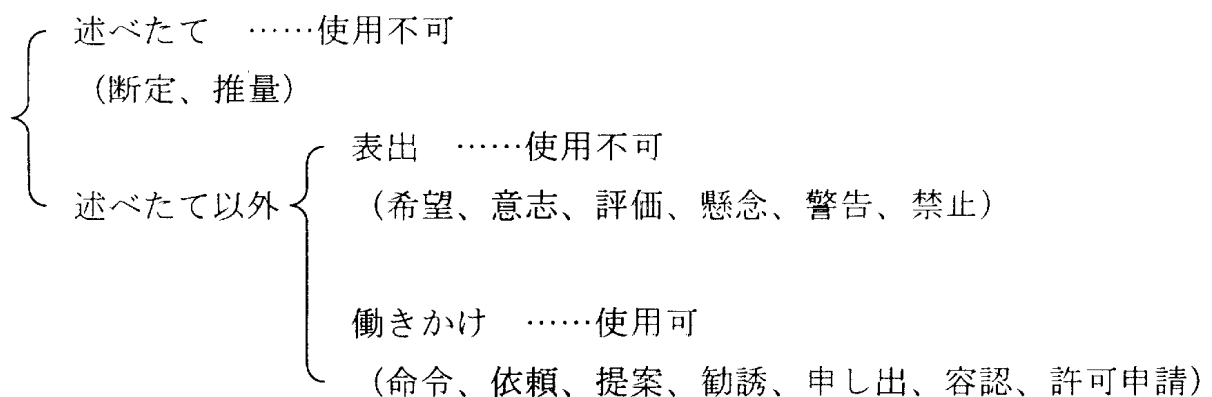 述べたて ……使用不可
（断定、推量）
表出 ……使用不可
述べたて以外
（希望、意志、評価、懸念、警告、禁止）
働きかけ ……使用可
（命令、依頼、提案、勧誘、申し出、容認、許可申請）